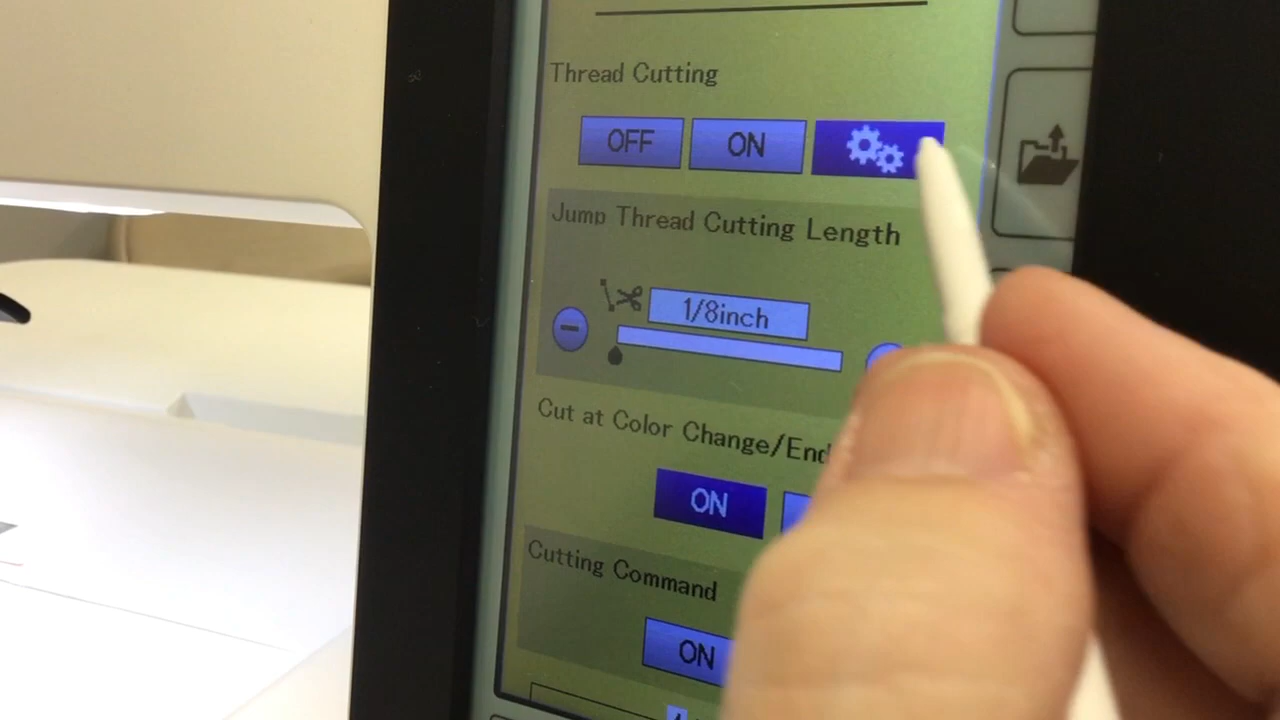 Thread Cutting
OFF ON
Jump Thread Cutting Length
1/8inch
Cut at Color Change/End
ON
Cutting Command
ON